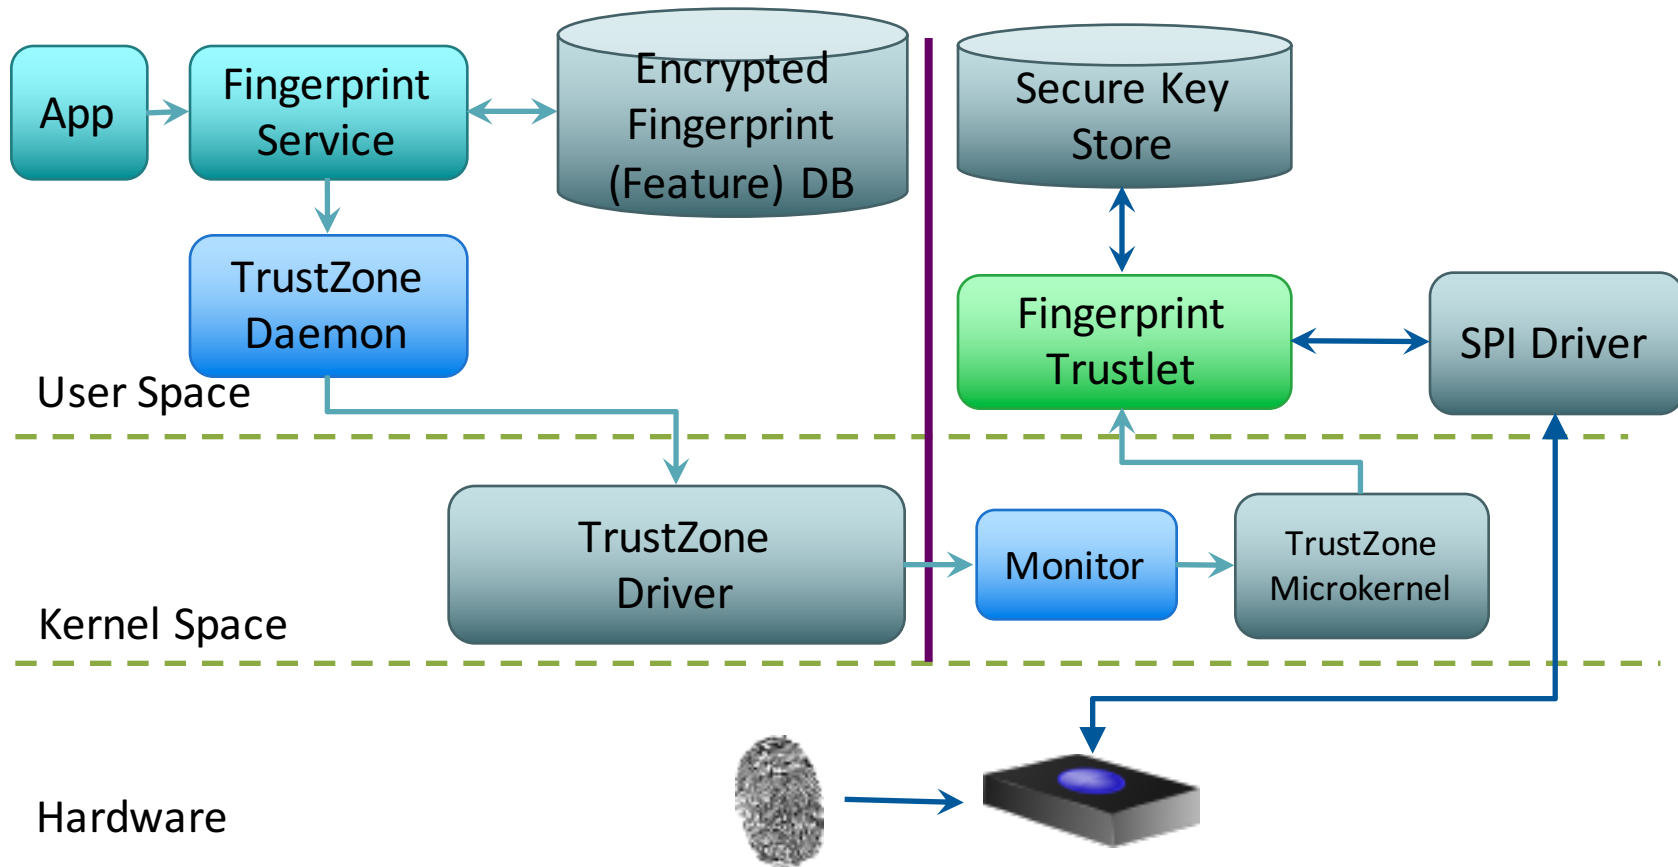 App
Fingerprint
Service
Encrypted
Fingerprint
(Feature) DB
Secure Key
Store
TrustZone
Daemon
Fingerprint
Trustlet
SPI Driver
User Space
TrustZone
Driver
Monitor
TrustZone
Microkernel
Kernel Space
Hardware